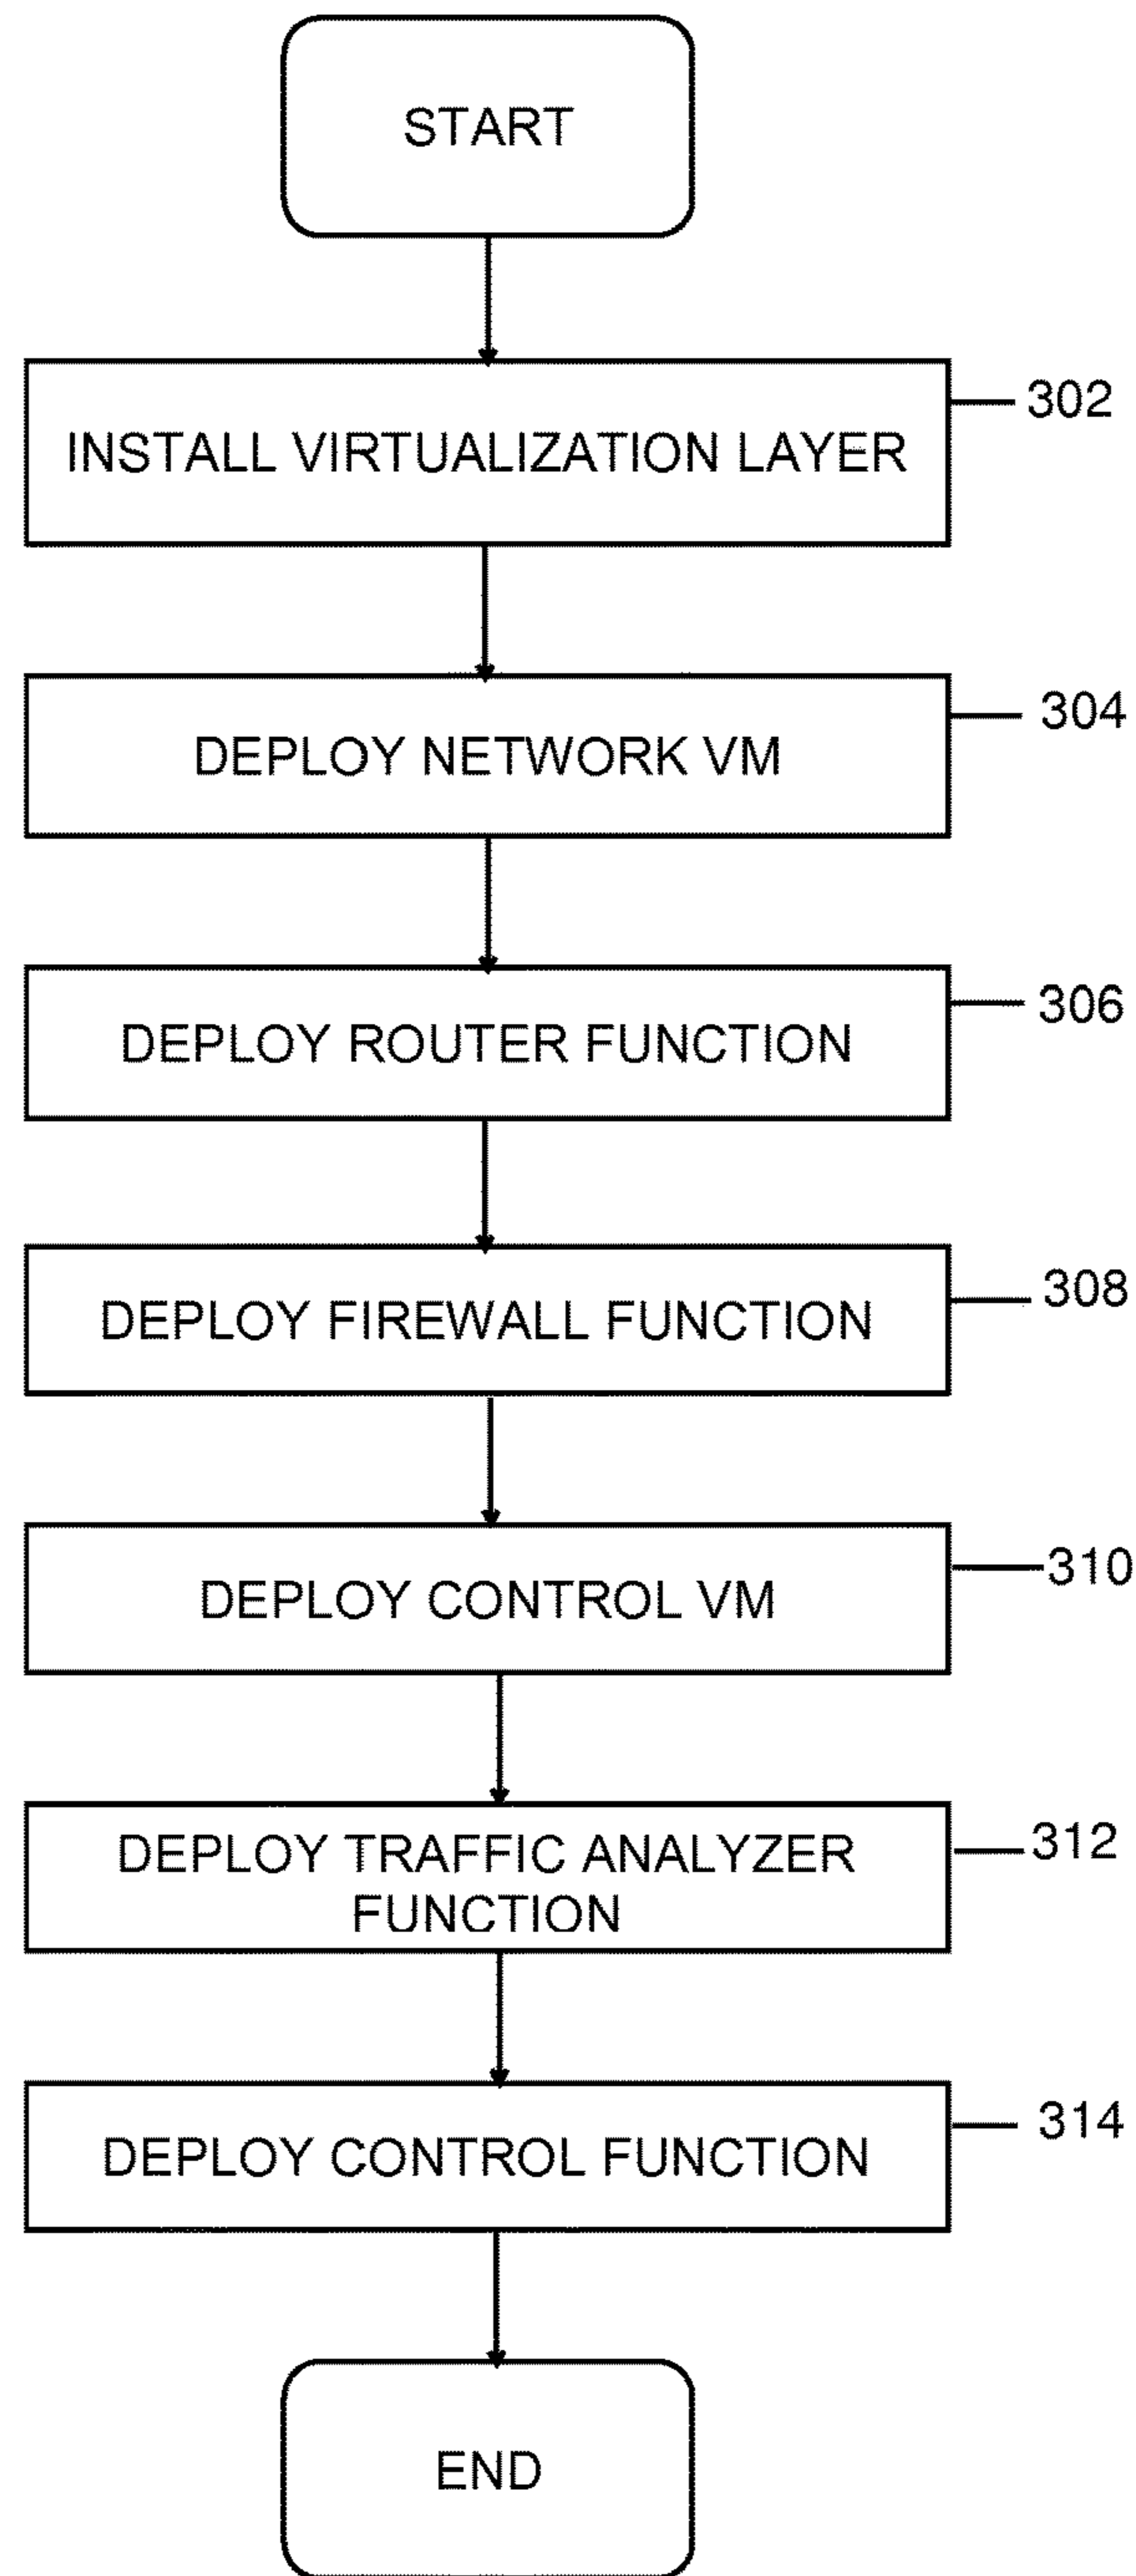 START
INSTALL VIRTUALIZATION LAYER
302
DEPLOY NETWORK VM
304
DEPLOY ROUTER FUNCTION
306
DEPLOY FIREWALL FUNCTION
308
DEPLOY CONTROL VM
310
DEPLOY TRAFFIC ANALYZER
FUNCTION
312
DEPLOY CONTROL FUNCTION
314
END